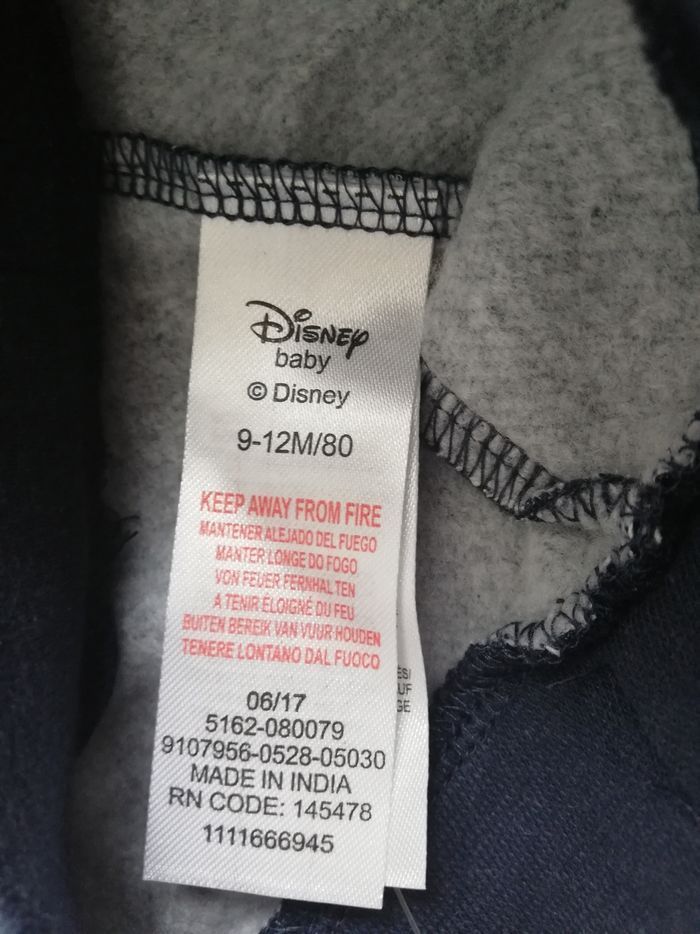 Disney
baby
© Disney
9-12M/80
KEEP AWAY FROM FIRE
MANTENER ALEJADO DEL FUEGO
MANTER LONGE DO FOGO
VON FEUER FERNHALTEN
A TENIR ÉLOIGNÉ DU FEU
BUITEN BEREIK VAN VUUR HOUDEN
TENERE LONTANO DAL FUOCO
06/17
5162-080079
9107956-0528-05030
MADE IN INDIA
RN CODE: 145478
1111666945